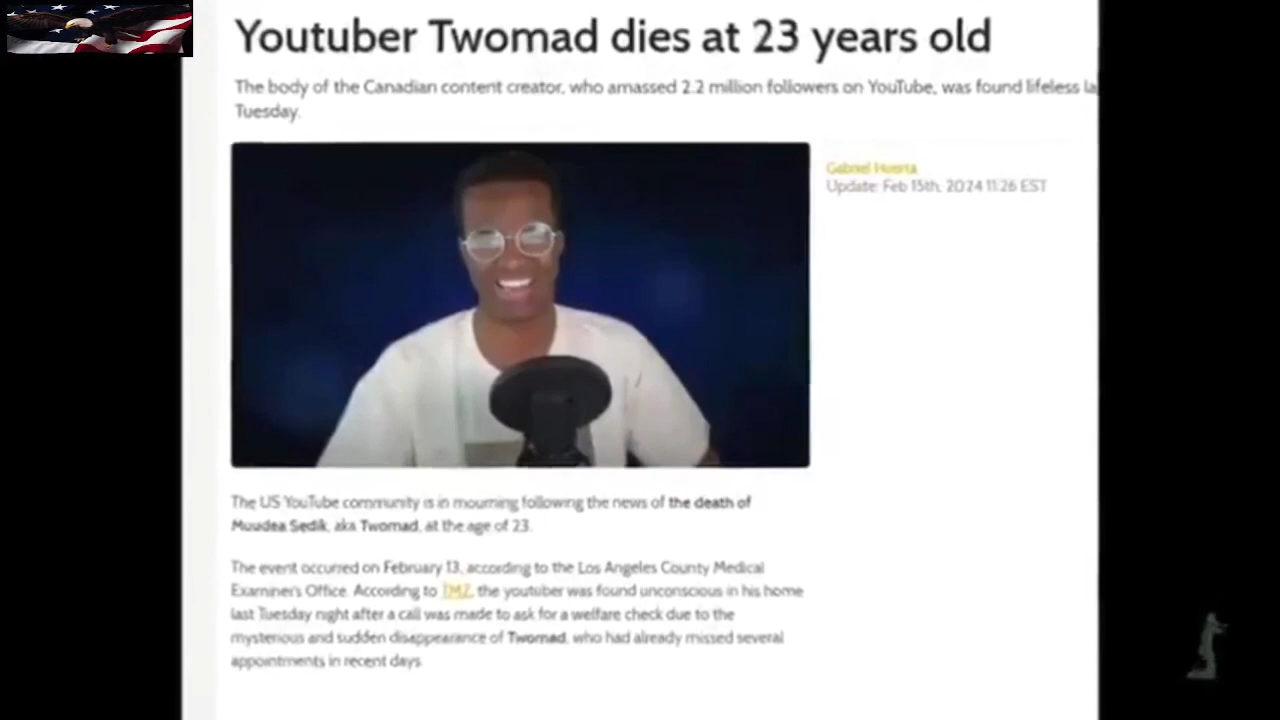 Youtuber Twomad dies at 23 years old
The body of the Canadian content creator, who amassed 2.2 million followers on YouTube, was found lifeless la
Tuesday.
Gabriel Huerta
Update: Feb 15th, 2024 11:26 EST
The US YouTube community is in mourning following the news of the death of
Muudea Sedik, aka Twomad, at the age of 23.
The event occurred on February 13, according to the Los Angeles County Medical
Examiner's Office. According to TMZ, the youtuber was found unconscious in his home
last Tuesday night after a call was made to ask for a welfare check due to the
mysterious and sudden disappearance of Twomad, who had already missed several
appointments in recent days.